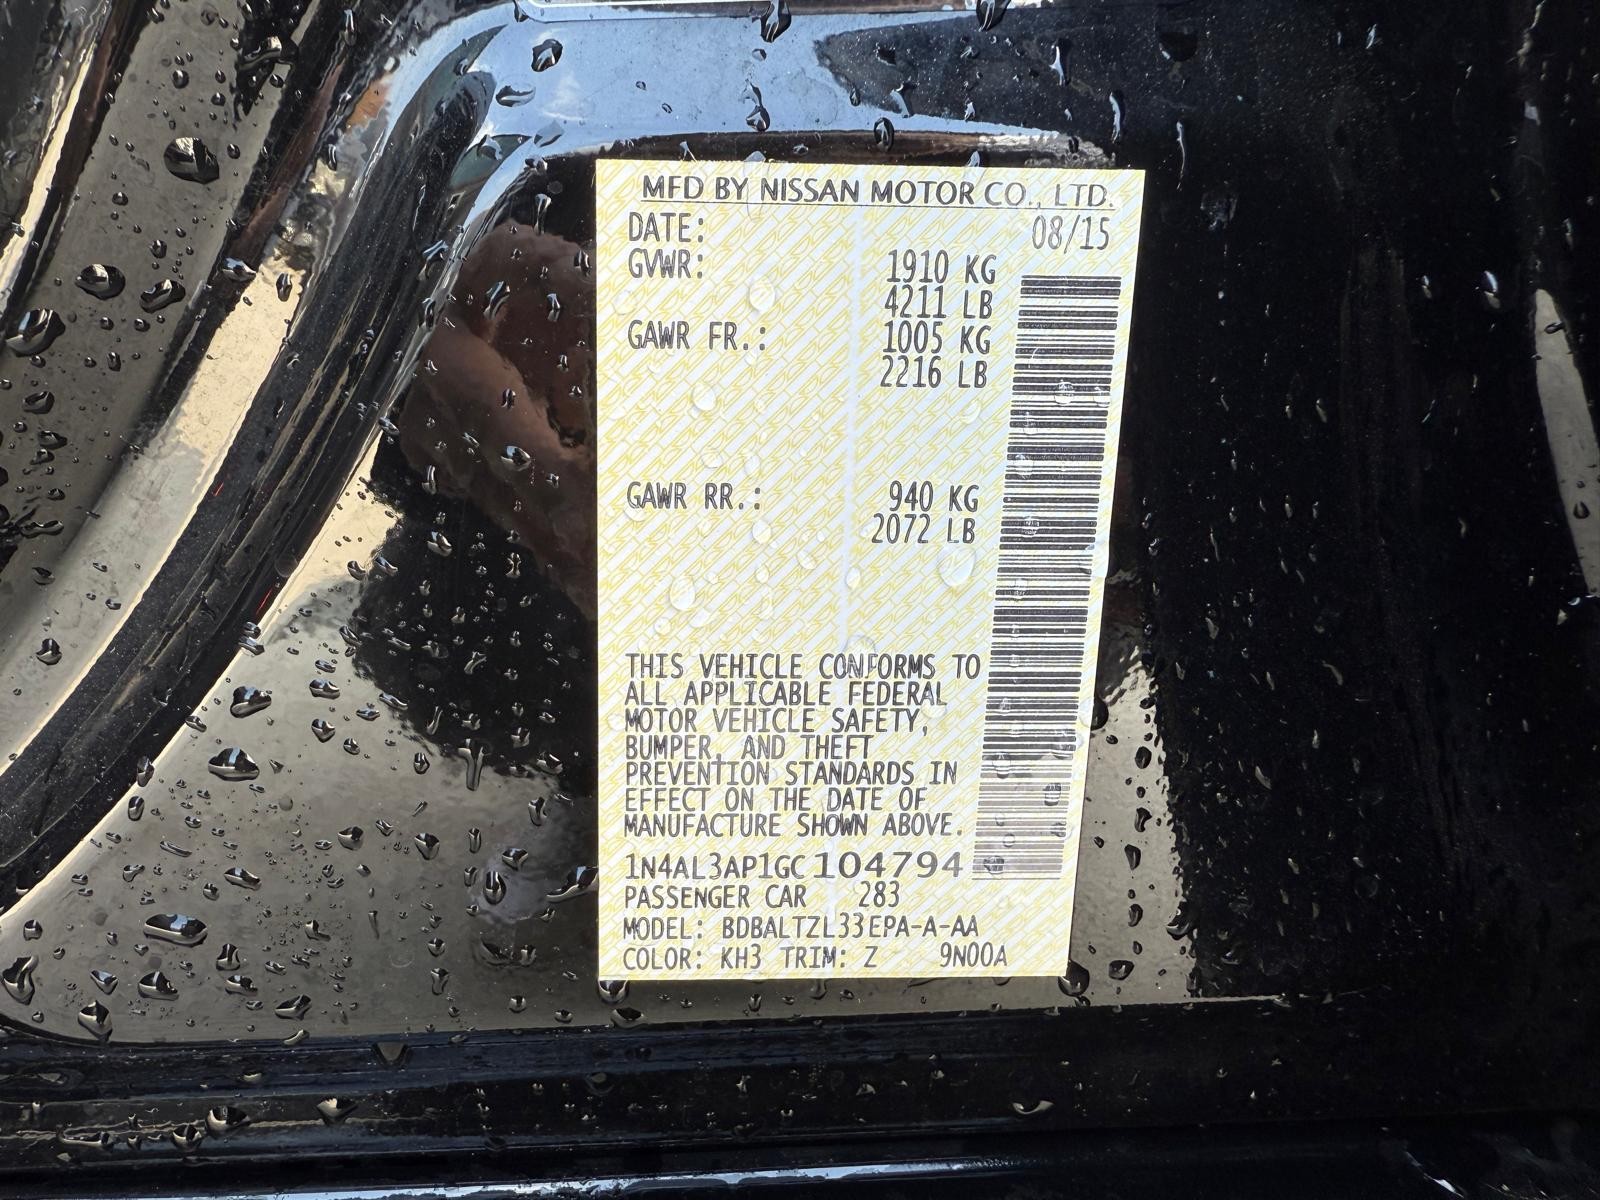 MFD BY NISSAN MOTOR CO., LTD.
DATE: 08/15
GVWR: 1910 KG
4211 LB
GAWR FR.: 1005 KG
2216 LB
GAWR RR.: 940 KG
2072 LB
THIS VEHICLE CONFORMS TO
ALL APPLICABLE FEDERAL
MOTOR VEHICLE SAFETY,
BUMPER, AND THEFT
PREVENTION STANDARDS IN
EFFECT ON THE DATE OF
MANUFACTURE SHOWN ABOVE.
1N4AL3AP1GC104794
PASSENGER CAR 283
MODEL: BDBALTZL33EPA-A-AA
COLOR: KH3 TRIM: Z 9N00A